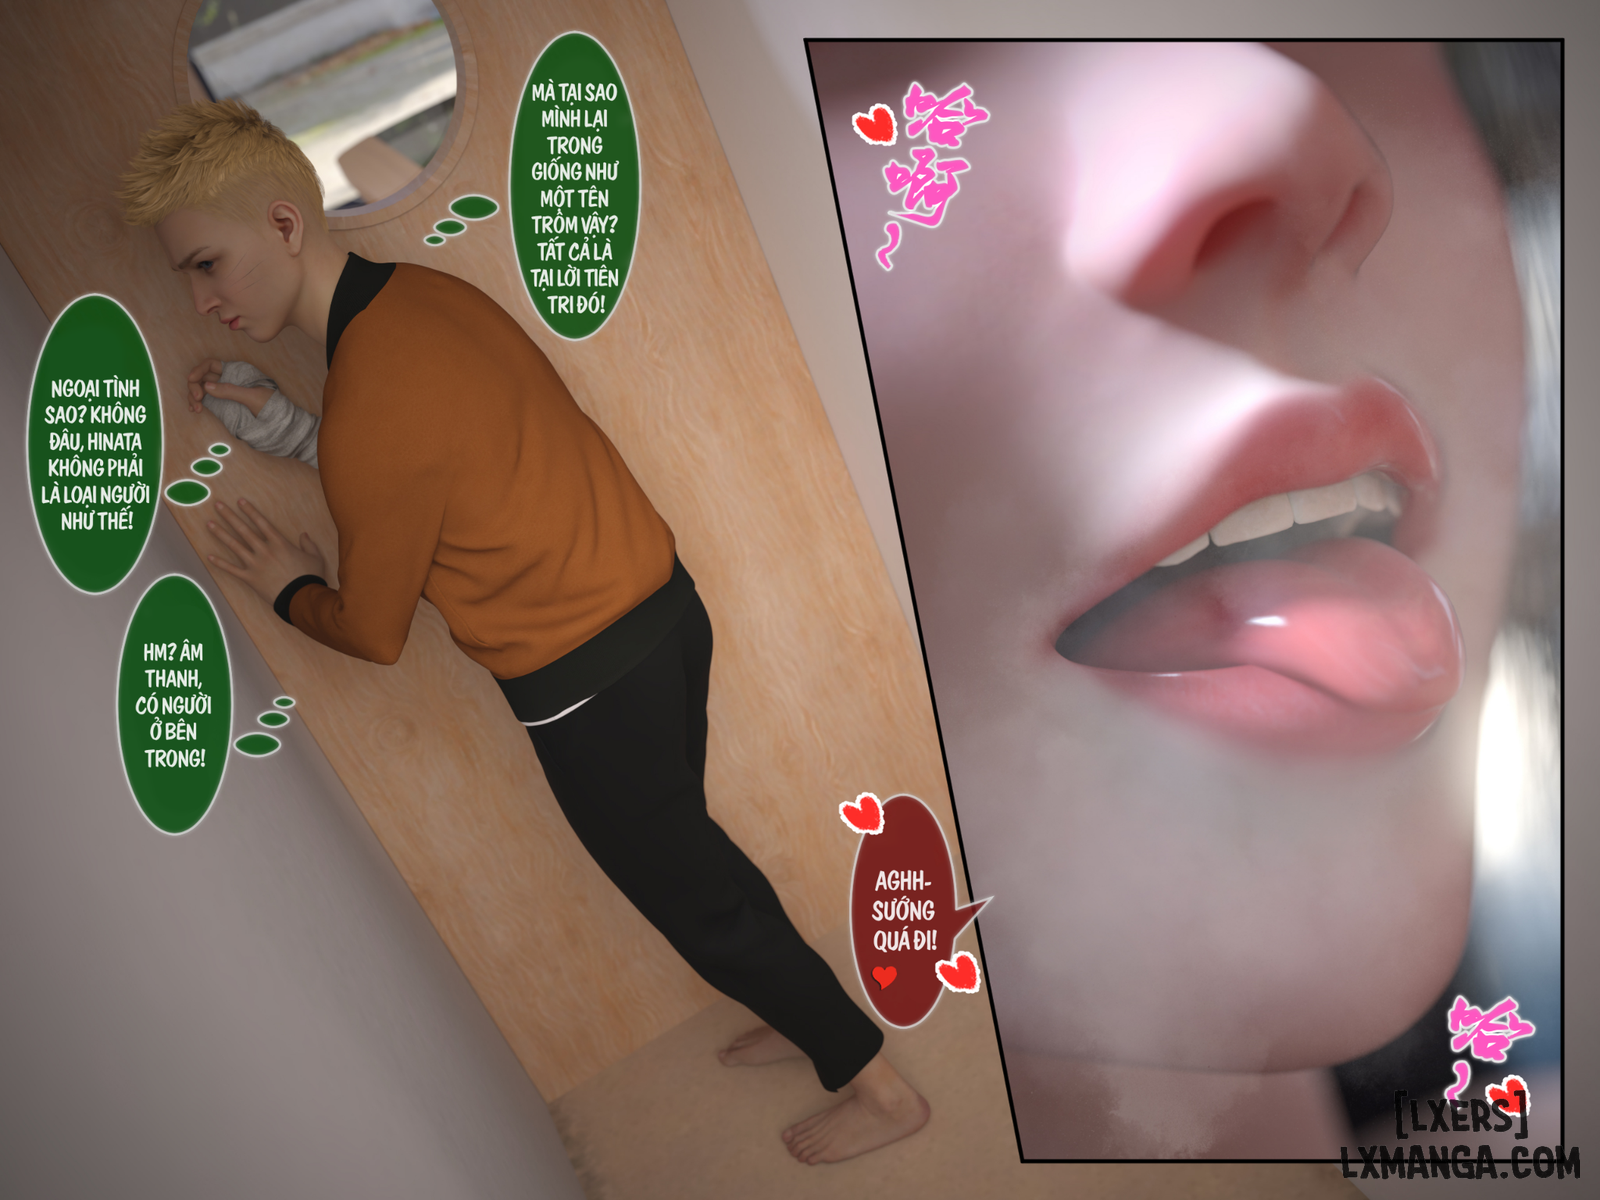 MÀ TẠI SAO
MÌNH LẠI
TRONG
GIỐNG NHƯ
MỘT TÊN
TRỘM VẬY?
TẤT CẢ LÀ
TẠI LỜI TIÊN
TRI ĐÓ!
NGOẠI TÌNH
SAO? KHÔNG
ĐÂU, HINATA
KHÔNG PHẢI
LÀ LOẠI NGƯỜI
NHƯ THẾ!
HM? ÂM
THANH,
CÓ NGƯỜI
Ở BÊN
TRONG!
哈
啊
~
AGHH-
SƯỚNG
QUÁ ĐI!
哈
~
[LXERS]
LXMANGA.COM